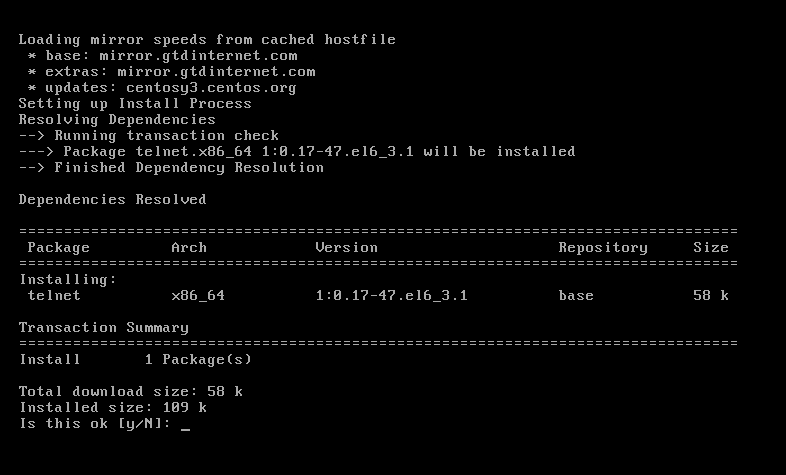 Loading mirror speeds from cached hostfile
 * base: mirror.gtdinternet.com
 * extras: mirror.gtdinternet.com
 * updates: centosy3.centos.org
Setting up Install Process
Resolving Dependencies
--> Running transaction check
---> Package telnet.x86_64 1:0.17-47.el6_3.1 will be installed
--> Finished Dependency Resolution

Dependencies Resolved

================================================================================
 Package         Arch            Version                    Repository     Size
================================================================================
Installing:
 telnet          x86_64          1:0.17-47.el6_3.1          base           58 k

Transaction Summary
================================================================================
Install       1 Package(s)

Total download size: 58 k
Installed size: 109 k
Is this ok [y/N]: _